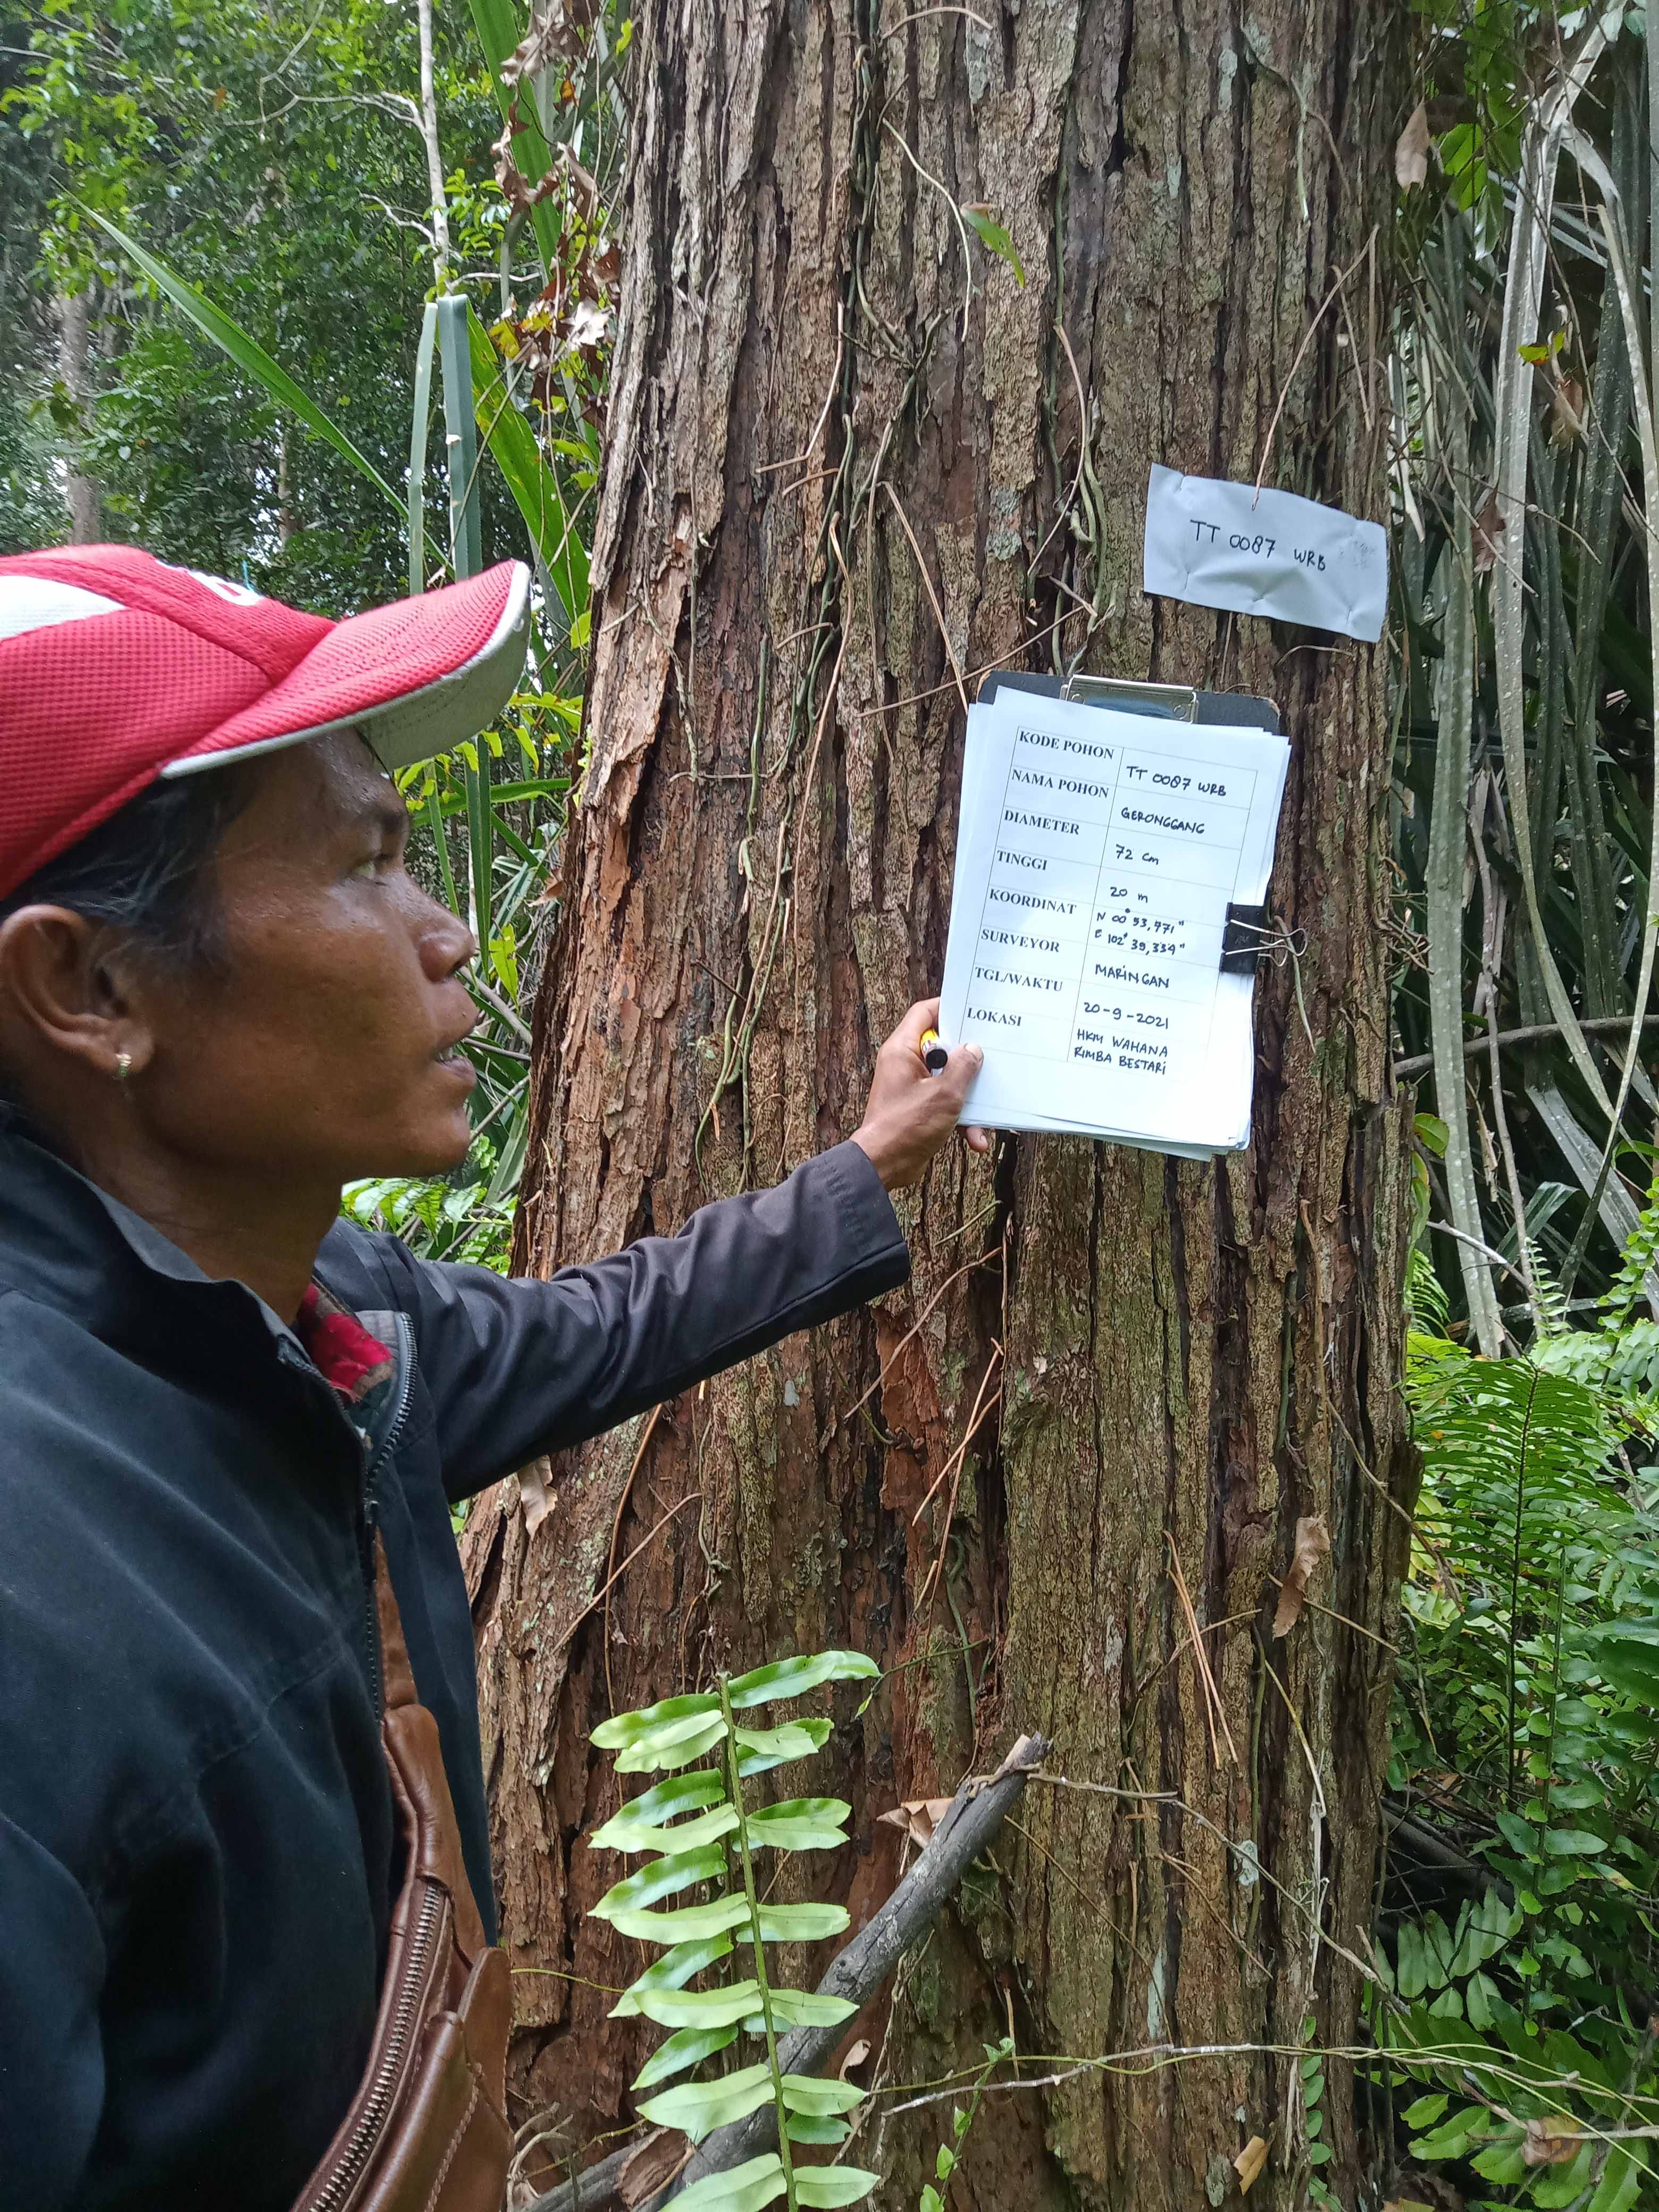 TT 0087 WRB
KODE POHON TT 0087 WRB
NAMA POHON GERONGGANG
DIAMETER 72 cm
TINGGI 20 m
KOORDINAT N 00° 53,771"
E 102° 39,334"
SURVEYOR MARINGAN
TGL/WAKTU 20-9-2021
LOKASI HKM WAHANA
RIMBA BESTARI